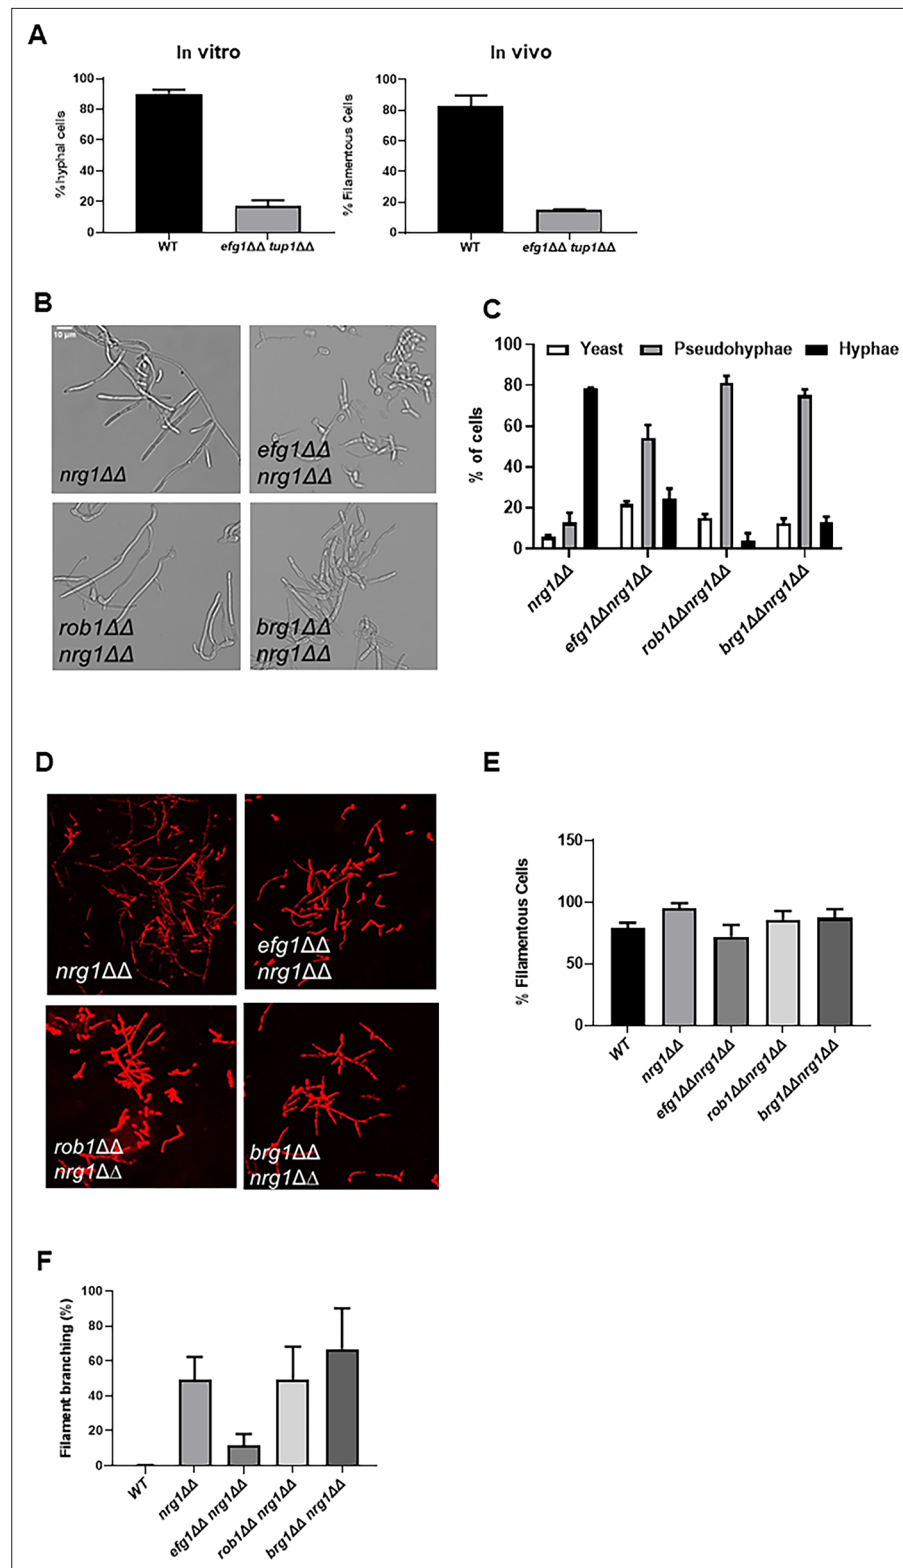 A
In vitro
In vivo
% hyphal cells
100
80
60
40
20
0
WT
efg1ΔΔ tup1ΔΔ
% Filamentous Cells
100
80
60
40
20
0
WT
efg1ΔΔ tup1ΔΔ
B
10 µm
nrg1ΔΔ
efg1ΔΔ
nrg1ΔΔ
rob1ΔΔ
nrg1ΔΔ
brg1ΔΔ
nrg1ΔΔ
C
Yeast
Pseudohyphae
Hyphae
% of cells
100
80
60
40
20
0
nrg1ΔΔ
efg1ΔΔnrg1ΔΔ
rob1ΔΔnrg1ΔΔ
brg1ΔΔnrg1ΔΔ
D
nrg1ΔΔ
efg1ΔΔ
nrg1ΔΔ
rob1ΔΔ
nrg1ΔΔ
brg1ΔΔ
nrg1ΔΔ
E
% Filamentous Cells
150
100
50
0
WT
nrg1ΔΔ
efg1ΔΔnrg1ΔΔ
rob1ΔΔnrg1ΔΔ
brg1ΔΔnrg1ΔΔ
F
Filament branching (%)
100
80
60
40
20
0
WT
nrg1ΔΔ
efg1ΔΔ nrg1ΔΔ
rob1ΔΔ nrg1ΔΔ
brg1ΔΔ nrg1ΔΔ